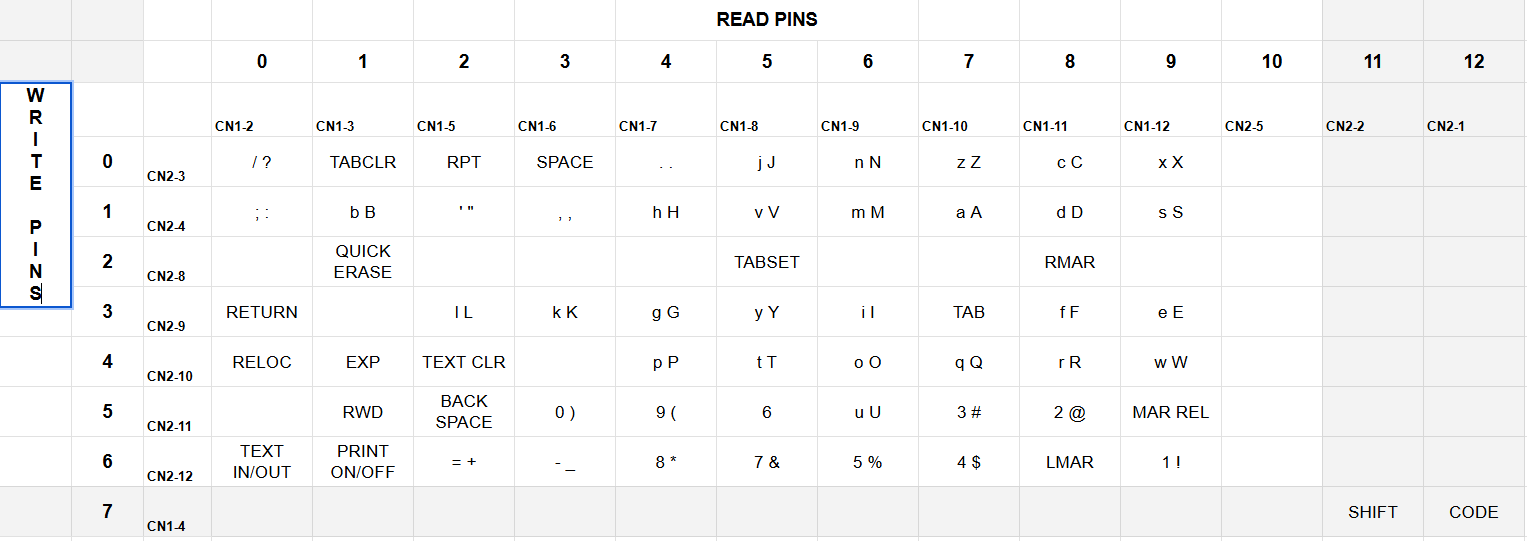 READ PINS
0 1 2 3 4 5 6 7 8 9 10 11 12
WRITE PINS
CN1-2 CN1-3 CN1-5 CN1-6 CN1-7 CN1-8 CN1-9 CN1-10 CN1-11 CN1-12 CN2-5 CN2-2 CN2-1
0 CN2-3 / ? TABCLR RPT SPACE . . j J n N z Z c C x X
1 CN2-4 ; : b B ' " , , h H v V m M a A d D s S
2 CN2-8 QUICK ERASE TABSET RMAR
3 CN2-9 RETURN l L k K g G y Y i I TAB f F e E
4 CN2-10 RELOC EXP TEXT CLR p P t T o O q Q r R w W
5 CN2-11 RWD BACK SPACE 0 ) 9 ( 6 u U 3 # 2 @ MAR REL
6 CN2-12 TEXT IN/OUT PRINT ON/OFF = + - _ 8 * 7 & 5 % 4 $ LMAR 1 !
7 CN1-4 SHIFT CODE